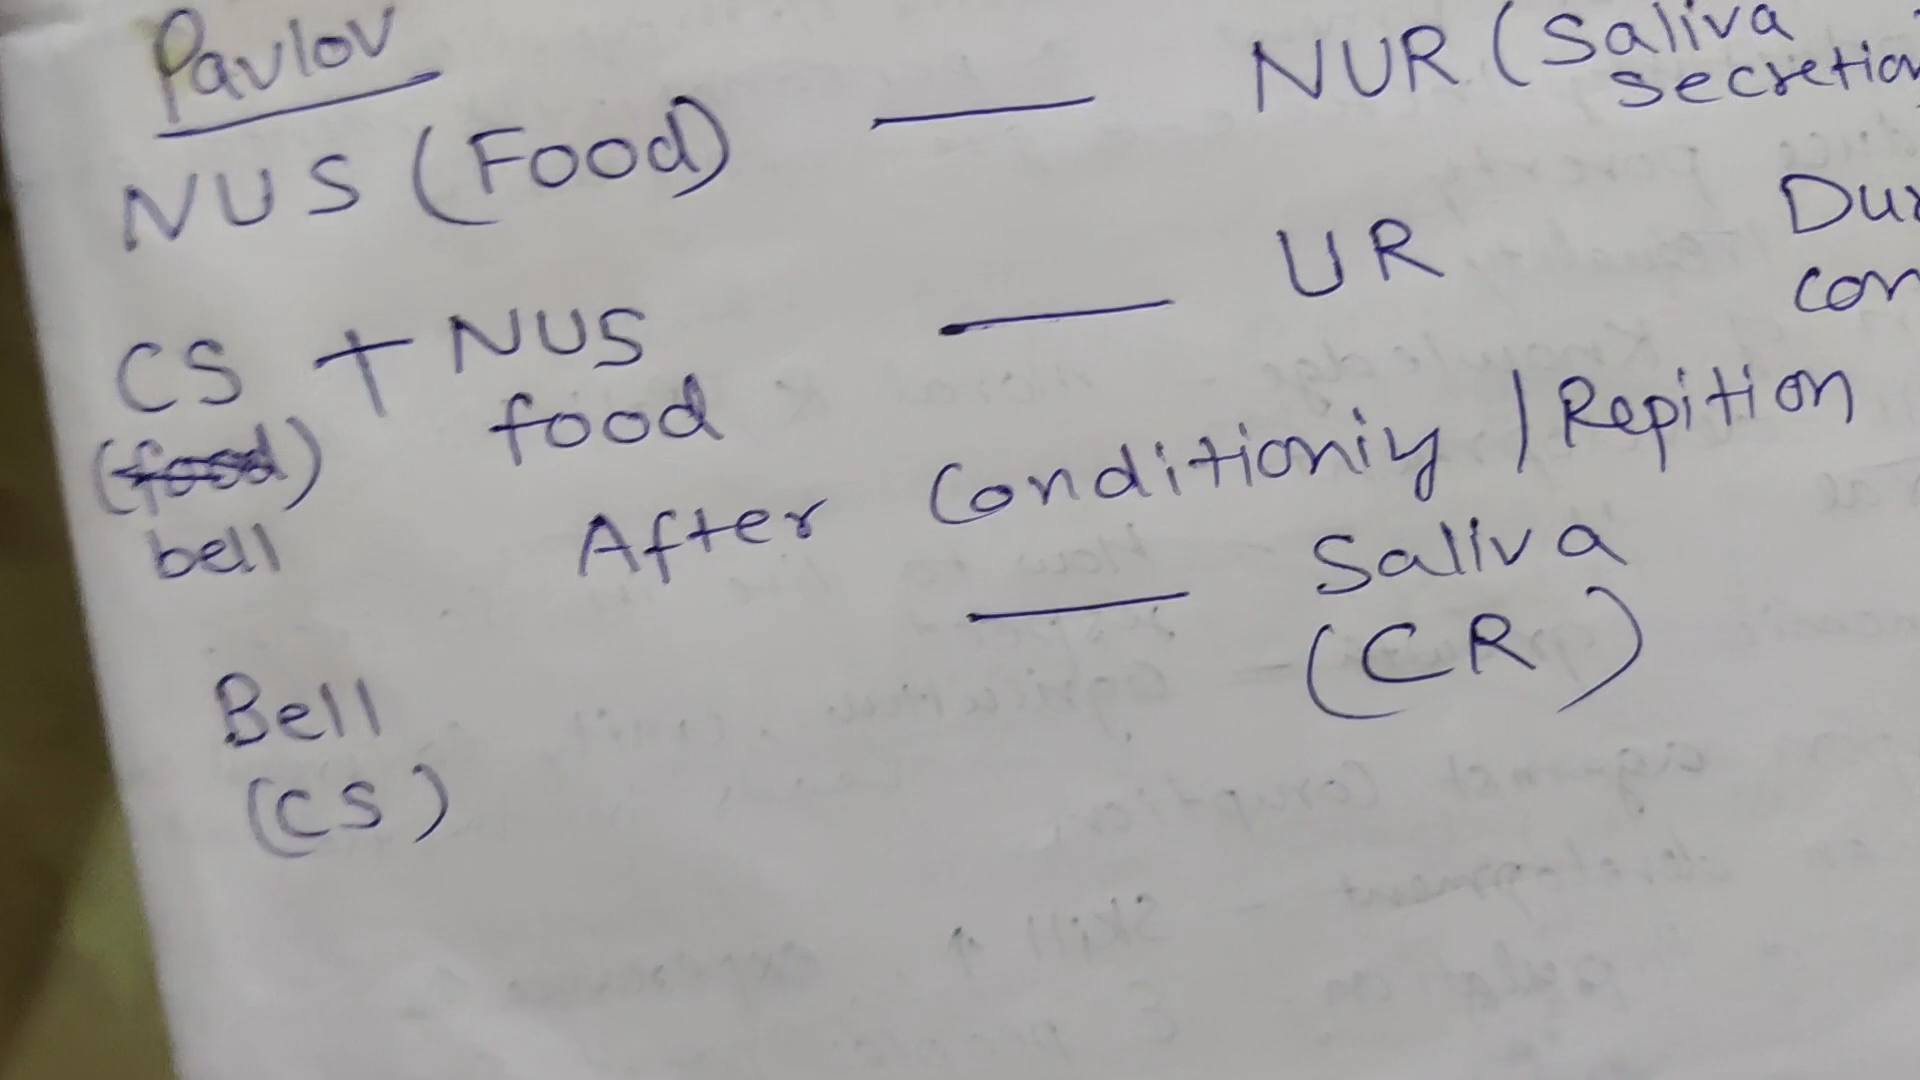 Pavlov
NUS (Food) — NUR (Saliva
secretion
CS + NUS — UR Dur
(food) food con
bell
After Conditioniy / Repition
Bell — Saliva
(CS) (CR)